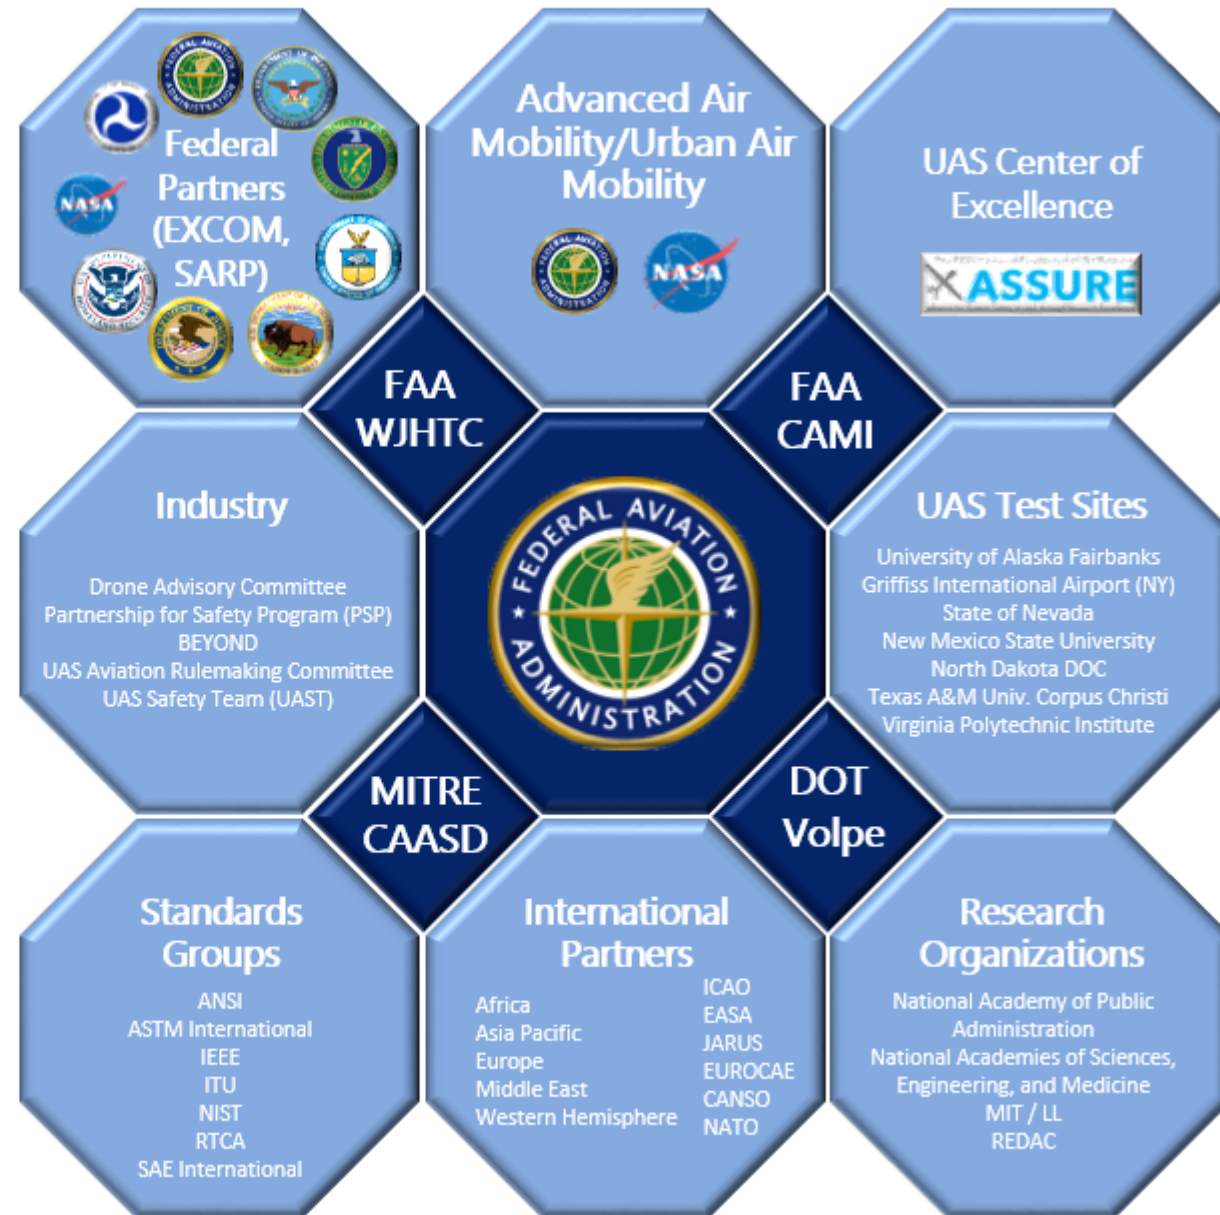 Federal
Partners
(EXCOM,
SARP)
NASA
FEDERAL AVIATION
ADMINISTRATION
Advanced Air
Mobility/Urban Air
Mobility
FEDERAL AVIATION
ADMINISTRATION
NASA
UAS Center of
Excellence
ASSURE
FAA
WJHTC
FAA
CAMI
Industry
Drone Advisory Committee
Partnership for Safety Program (PSP)
BEYOND
UAS Aviation Rulemaking Committee
UAS Safety Team (UAST)
FEDERAL AVIATION
ADMINISTRATION
UAS Test Sites
University of Alaska Fairbanks
Griffiss International Airport (NY)
State of Nevada
New Mexico State University
North Dakota DOC
Texas A&M Univ. Corpus Christi
Virginia Polytechnic Institute
MITRE
CAASD
DOT
Volpe
Standards
Groups
ANSI
ASTM International
IEEE
ITU
NIST
RTCA
SAE International
International
Partners
Africa
Asia Pacific
Europe
Middle East
Western Hemisphere
ICAO
EASA
JARUS
EUROCAE
CANSO
NATO
Research
Organizations
National Academy of Public
Administration
National Academies of Sciences,
Engineering, and Medicine
MIT / LL
REDAC